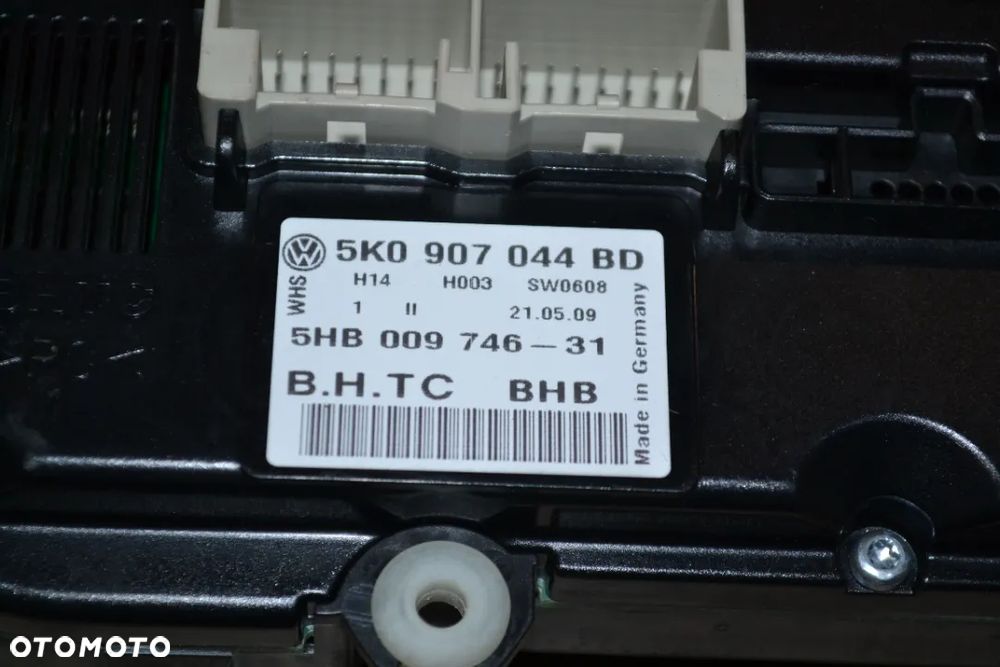 5K0 907 044 BD
H14 H003 SW0608
WHS
1 II 21.05.09
5HB 009 746-31
B.H.TC BHB
Made in Germany
OTOMOTO